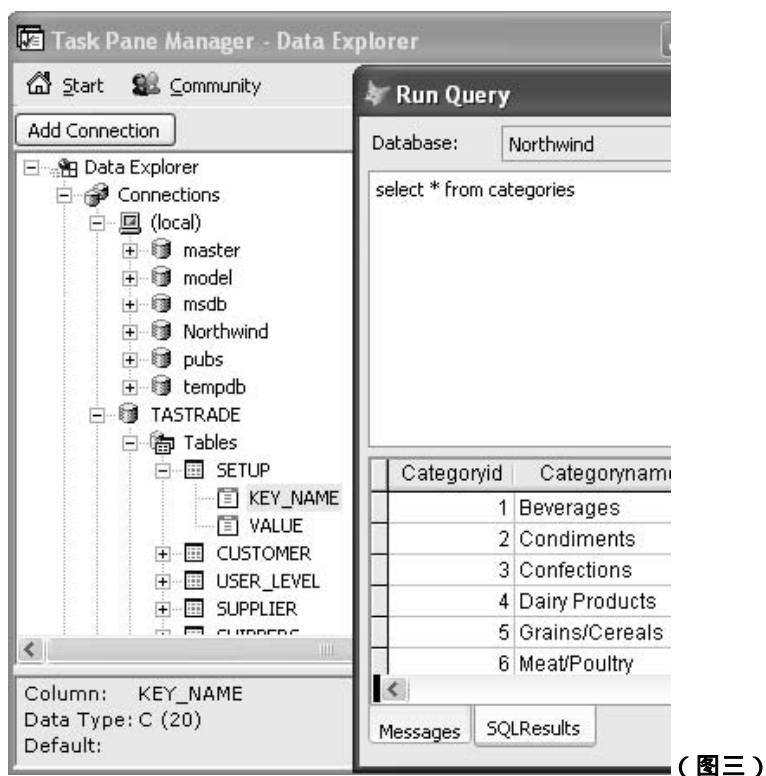 Task Pane Manager - Data Explorer
Start Community
Add Connection
Data Explorer
Connections
(local)
master
model
msdb
Northwind
pubs
tempdb
TASTRADE
Tables
SETUP
KEY_NAME
VALUE
CUSTOMER
USER_LEVEL
SUPPLIER
Column: KEY_NAME
Data Type: C (20)
Default:
Run Query
Database: Northwind
select * from categories
Categoryid Categorynam
1 Beverages
2 Condiments
3 Confections
4 Dairy Products
5 Grains/Cereals
6 Meat/Poultry
Messages SQLResults
(图三)